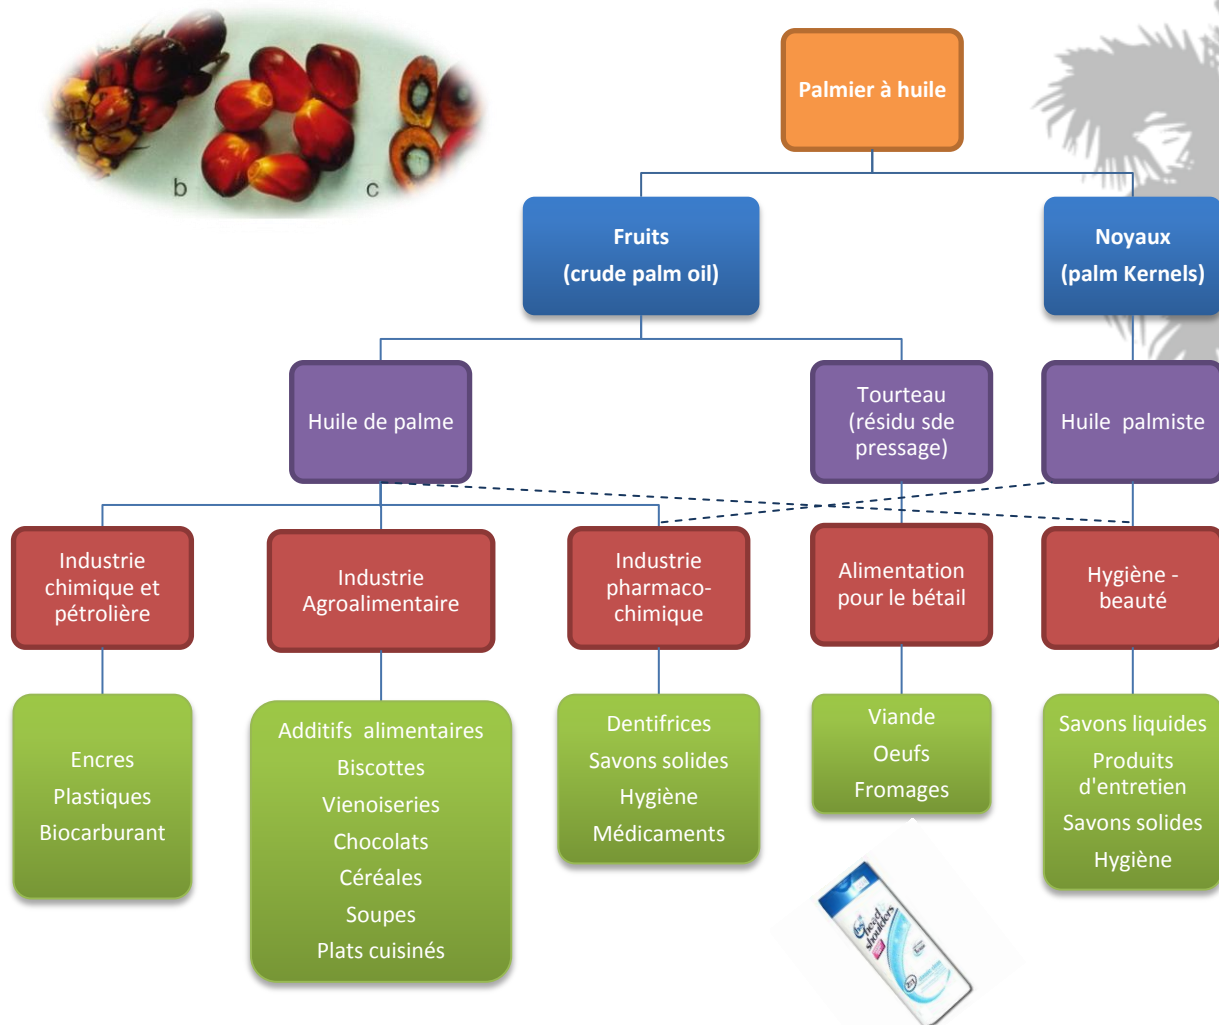 b
c
Palmier à huile
Fruits
(crude palm oil)
Noyaux
(palm Kernels)
Huile de palme
Tourteau
(résidu sde
pressage)
Huile  palmiste
Industrie
chimique et
pétrolière
Industrie
Agroalimentaire
Industrie
pharmaco-
chimique
Alimentation
pour le bétail
Hygiène -
beauté
Encres
Plastiques
Biocarburant
Additifs  alimentaires
Biscottes
Vienoiseries
Chocolats
Céréales
Soupes
Plats cuisinés
Dentifrices
Savons solides
Hygiène
Médicaments
Viande
Oeufs
Fromages
Savons liquides
Produits
d'entretien
Savons solides
Hygiène
head
shoulders